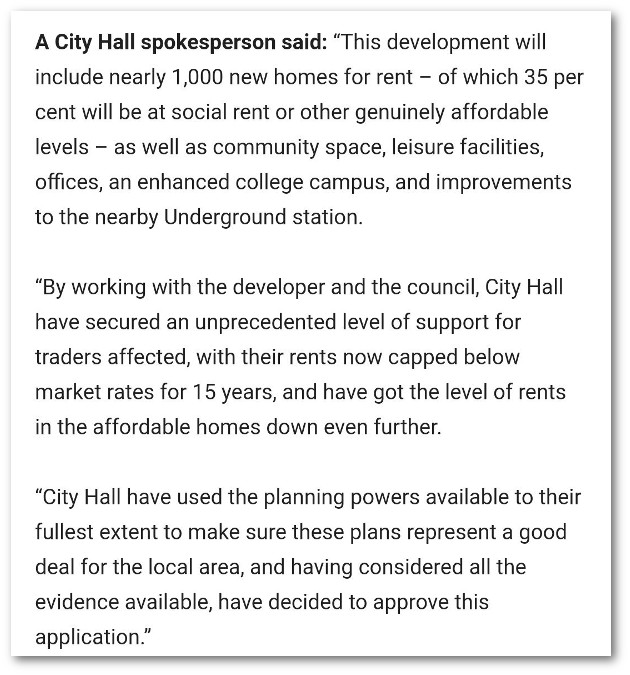 A City Hall spokesperson said: “This development will
include nearly 1,000 new homes for rent – of which 35 per
cent will be at social rent or other genuinely affordable
levels – as well as community space, leisure facilities,
offices, an enhanced college campus, and improvements
to the nearby Underground station.
“By working with the developer and the council, City Hall
have secured an unprecedented level of support for
traders affected, with their rents now capped below
market rates for 15 years, and have got the level of rents
in the affordable homes down even further.
“City Hall have used the planning powers available to their
fullest extent to make sure these plans represent a good
deal for the local area, and having considered all the
evidence available, have decided to approve this
application.”